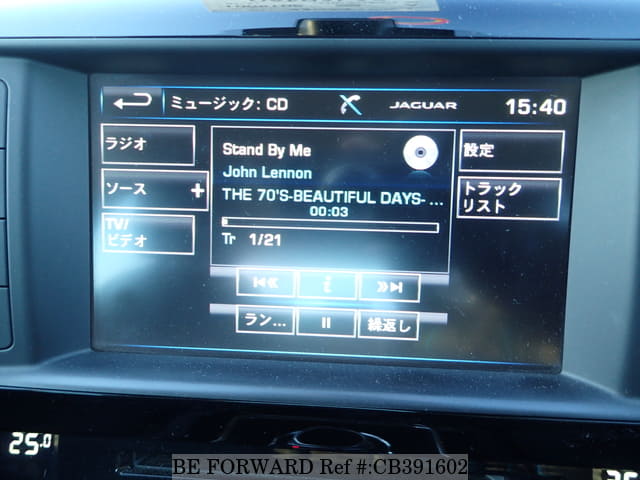 ミュージック: CD
JAGUAR
15:40
ラジオ
Stand By Me
設定
John Lennon
ソース +
THE 70'S-BEAUTIFUL DAYS- ...
トラック
リスト
00:03
TV/
ビデオ
Tr 1/21
i
ラン...
繰返し
25.0
BE FORWARD Ref #CB391602